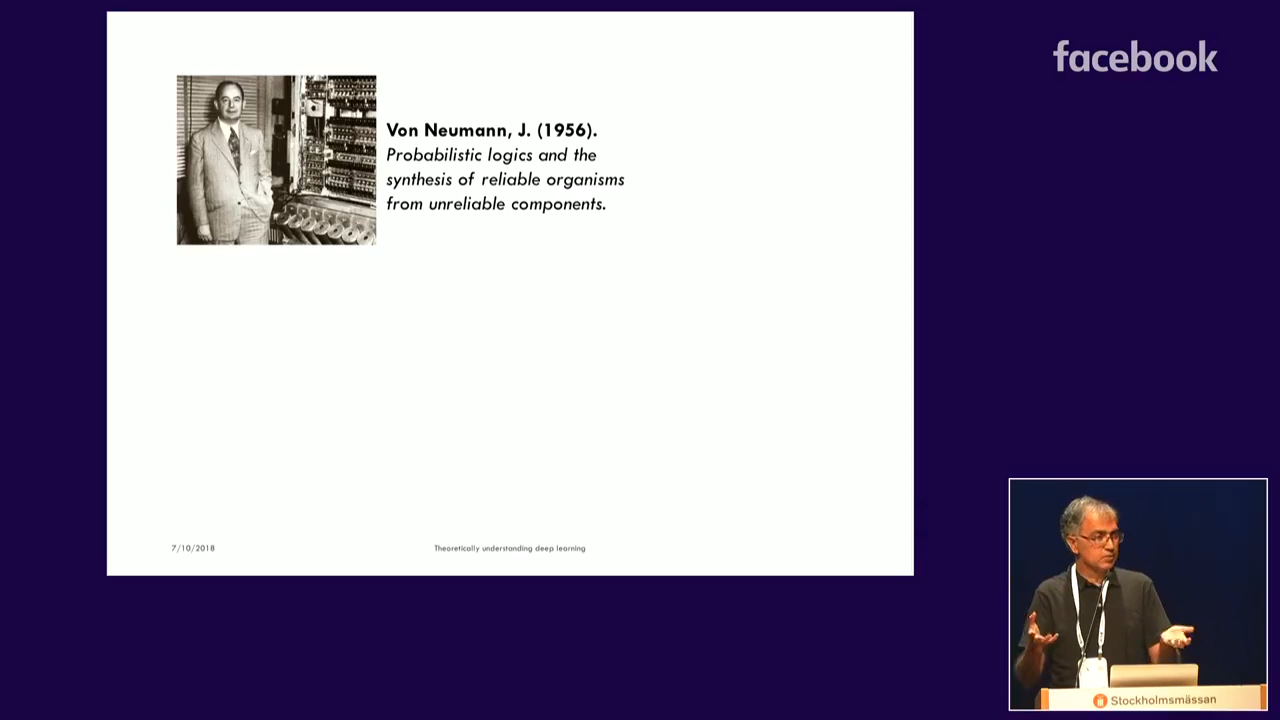 facebook
Von Neumann, J. (1956).
Probabilistic logics and the
synthesis of reliable organisms
from unreliable components.
7/10/2018
Theoretically understanding deep learning
Stockholmsmässan